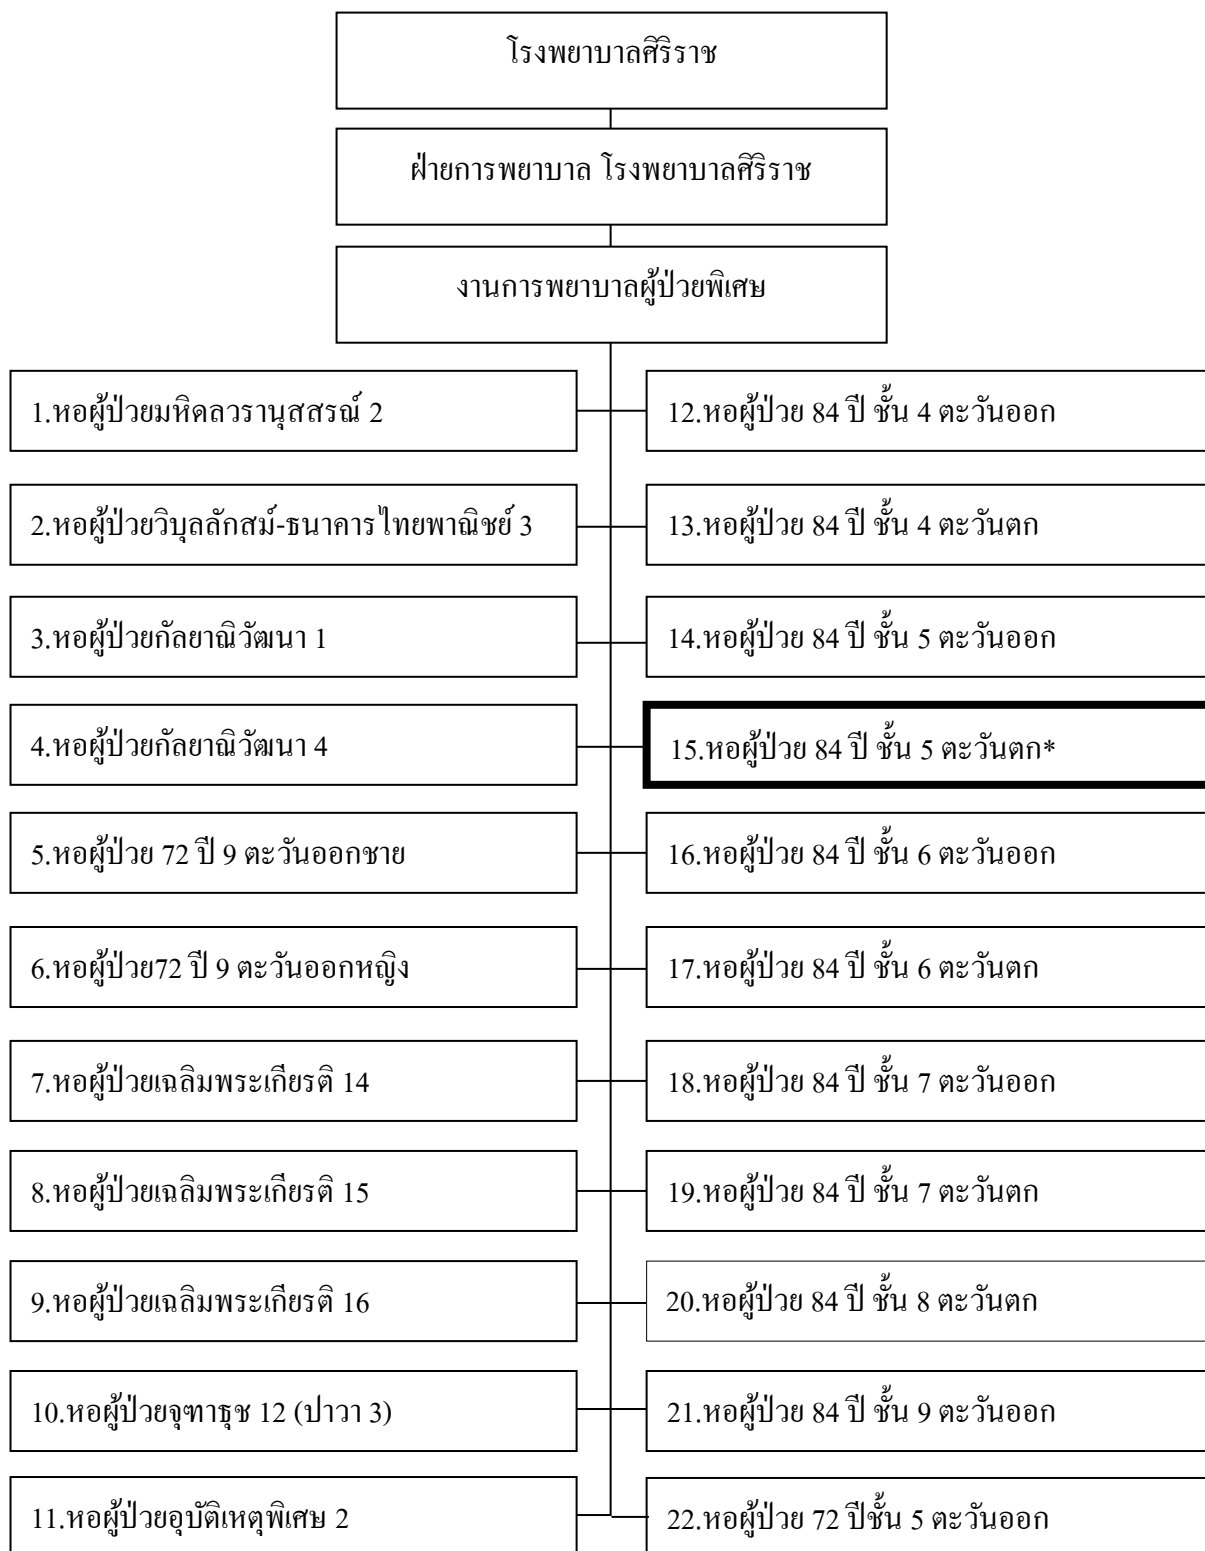 โรงพยาบาลศิริราช
ฝ่ายการพยาบาล โรงพยาบาลศิริราช
งานการพยาบาลผู้ป่วยพิเศษ
1.หอผู้ป่วยมหิดลวรานุสสรณ์ 2
2.หอผู้ป่วยวิบุลลักสม์-ธนาคารไทยพาณิชย์ 3
3.หอผู้ป่วยกัลยาณิวัฒนา 1
4.หอผู้ป่วยกัลยาณิวัฒนา 4
5.หอผู้ป่วย 72 ปี 9 ตะวันออกชาย
6.หอผู้ป่วย72 ปี 9 ตะวันออกหญิง
7.หอผู้ป่วยเฉลิมพระเกียรติ 14
8.หอผู้ป่วยเฉลิมพระเกียรติ 15
9.หอผู้ป่วยเฉลิมพระเกียรติ 16
10.หอผู้ป่วยจุฑาธุช 12 (ปาวา 3)
11.หอผู้ป่วยอุบัติเหตุพิเศษ 2
12.หอผู้ป่วย 84 ปี ชั้น 4 ตะวันออก
13.หอผู้ป่วย 84 ปี ชั้น 4 ตะวันตก
14.หอผู้ป่วย 84 ปี ชั้น 5 ตะวันออก
15.หอผู้ป่วย 84 ปี ชั้น 5 ตะวันตก*
16.หอผู้ป่วย 84 ปี ชั้น 6 ตะวันออก
17.หอผู้ป่วย 84 ปี ชั้น 6 ตะวันตก
18.หอผู้ป่วย 84 ปี ชั้น 7 ตะวันออก
19.หอผู้ป่วย 84 ปี ชั้น 7 ตะวันตก
20.หอผู้ป่วย 84 ปี ชั้น 8 ตะวันตก
21.หอผู้ป่วย 84 ปี ชั้น 9 ตะวันออก
22.หอผู้ป่วย 72 ปีชั้น 5 ตะวันออก